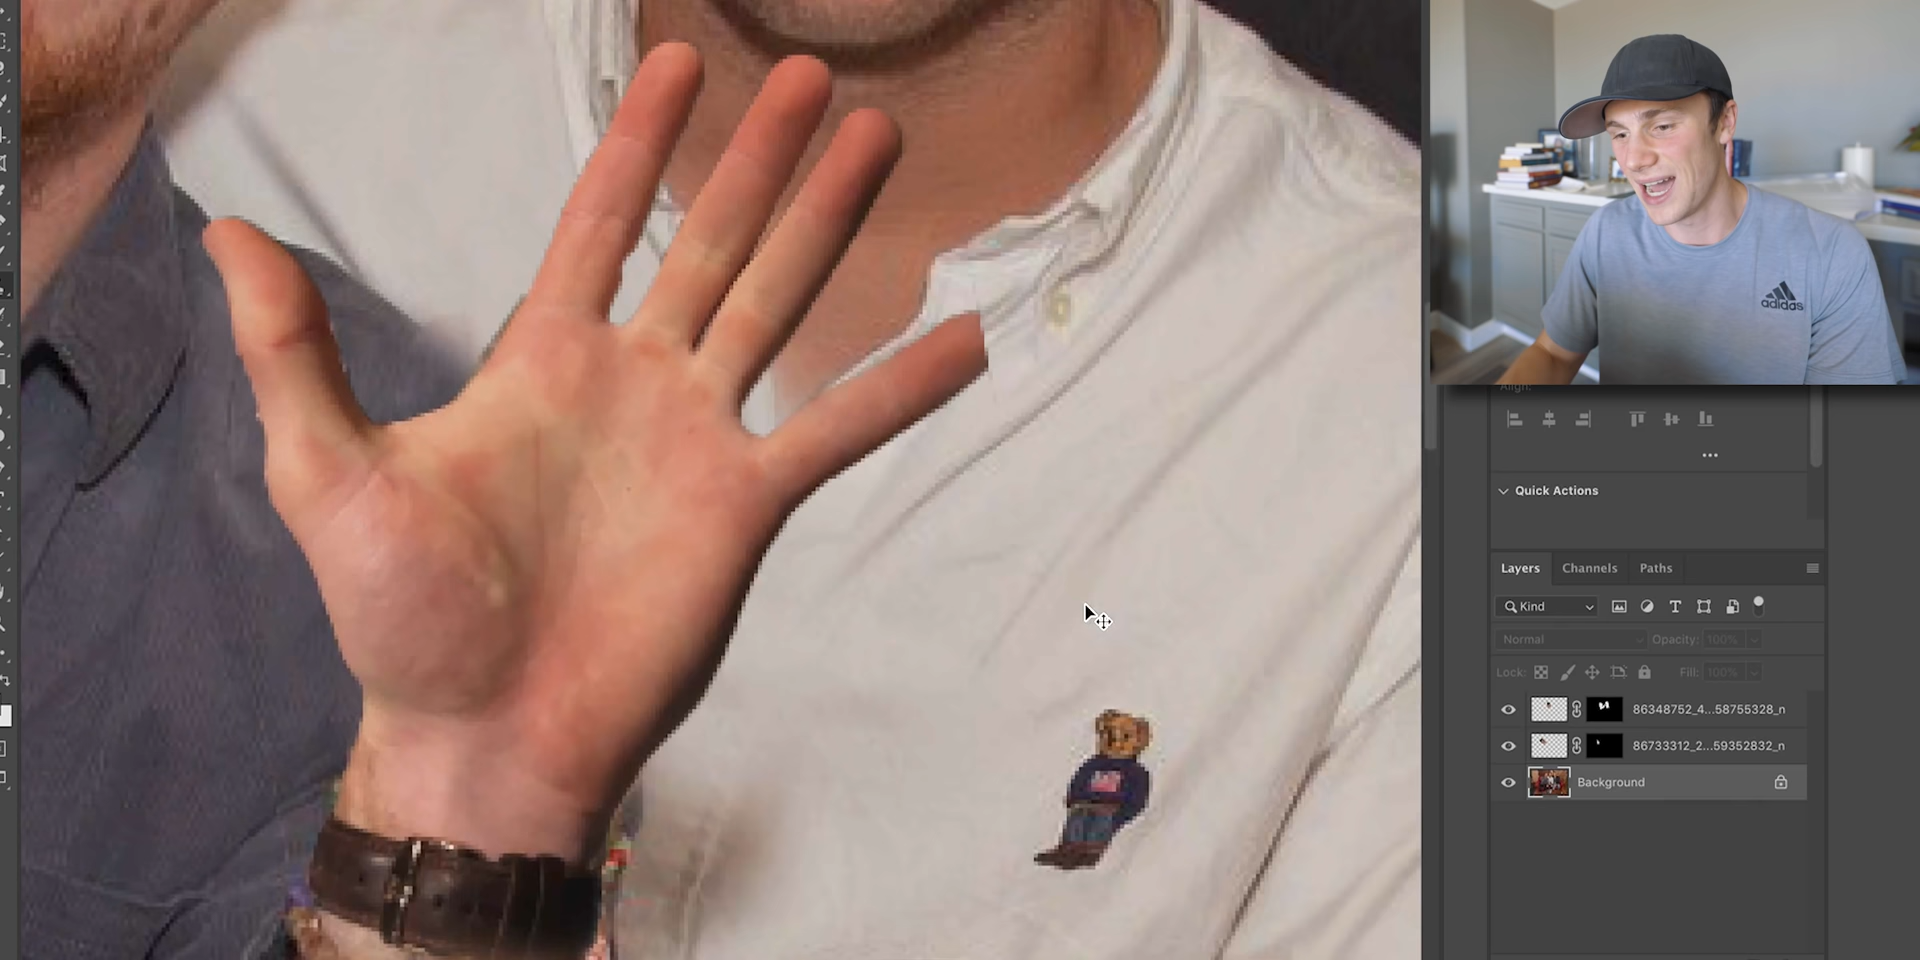 adidas
Align:
Quick Actions
Layers Channels Paths
Kind
Normal Opacity: 100%
Lock: Fill: 100%
86348752_4...58755328_n
86733312_2...59352832_n
Background